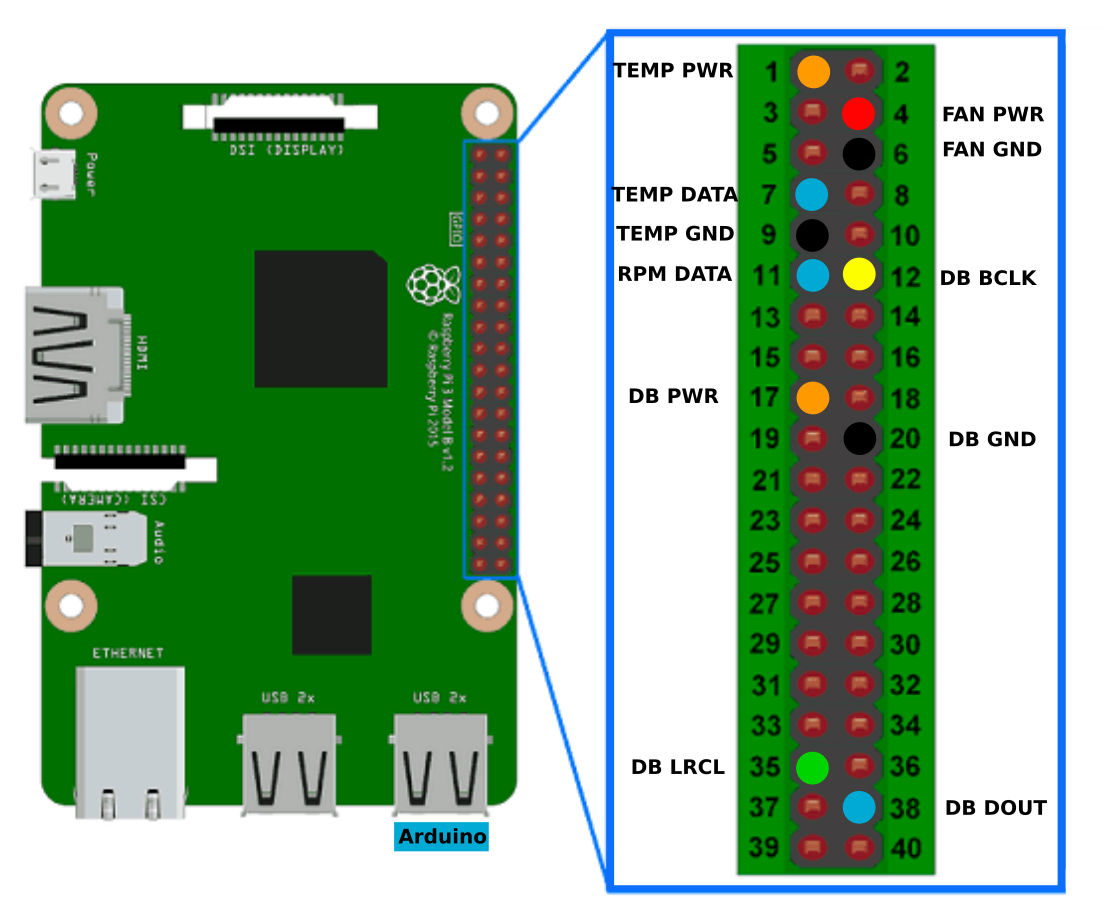 DSI (DISPLAY)
Power
GPIO
HDMI
Raspberry Pi 3 Model B v1.2
© Raspberry Pi 2015
CSI (CAMERA)
Audio
ETHERNET
USB 2x
USB 2x
Arduino
TEMP PWR 1 2
3 4 FAN PWR
5 6 FAN GND
TEMP DATA 7 8
TEMP GND 9 10
RPM DATA 11 12 DB BCLK
13 14
15 16
DB PWR 17 18
19 20 DB GND
21 22
23 24
25 26
27 28
29 30
31 32
33 34
DB LRCL 35 36
37 38 DB DOUT
39 40